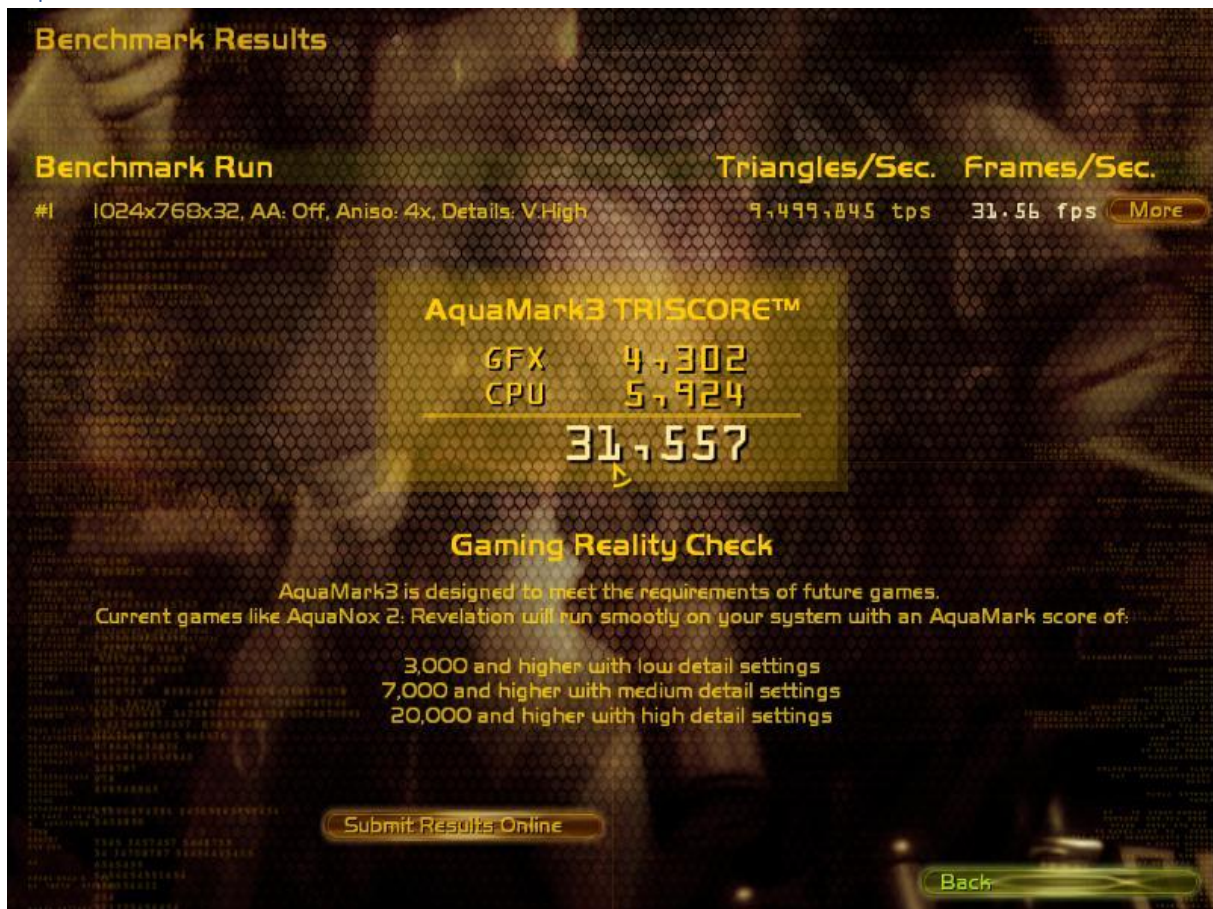 Benchmark Results
Benchmark Run Triangles/Sec. Frames/Sec.
#1 1024x768x32, AA: Off, Aniso: 4x, Details: V.High 9,499,845 tps 31.56 fps More
AquaMark3 TRISCORE™
GFX 4,302
CPU 5,924
31,557
Gaming Reality Check
AquaMark3 is designed to meet the requirements of future games.
Current games like AquaNox 2: Revelation will run smootly on your system with an AquaMark score of:
3,000 and higher with low detail settings
7,000 and higher with medium detail settings
20,000 and higher with high detail settings
Submit Results Online
Back